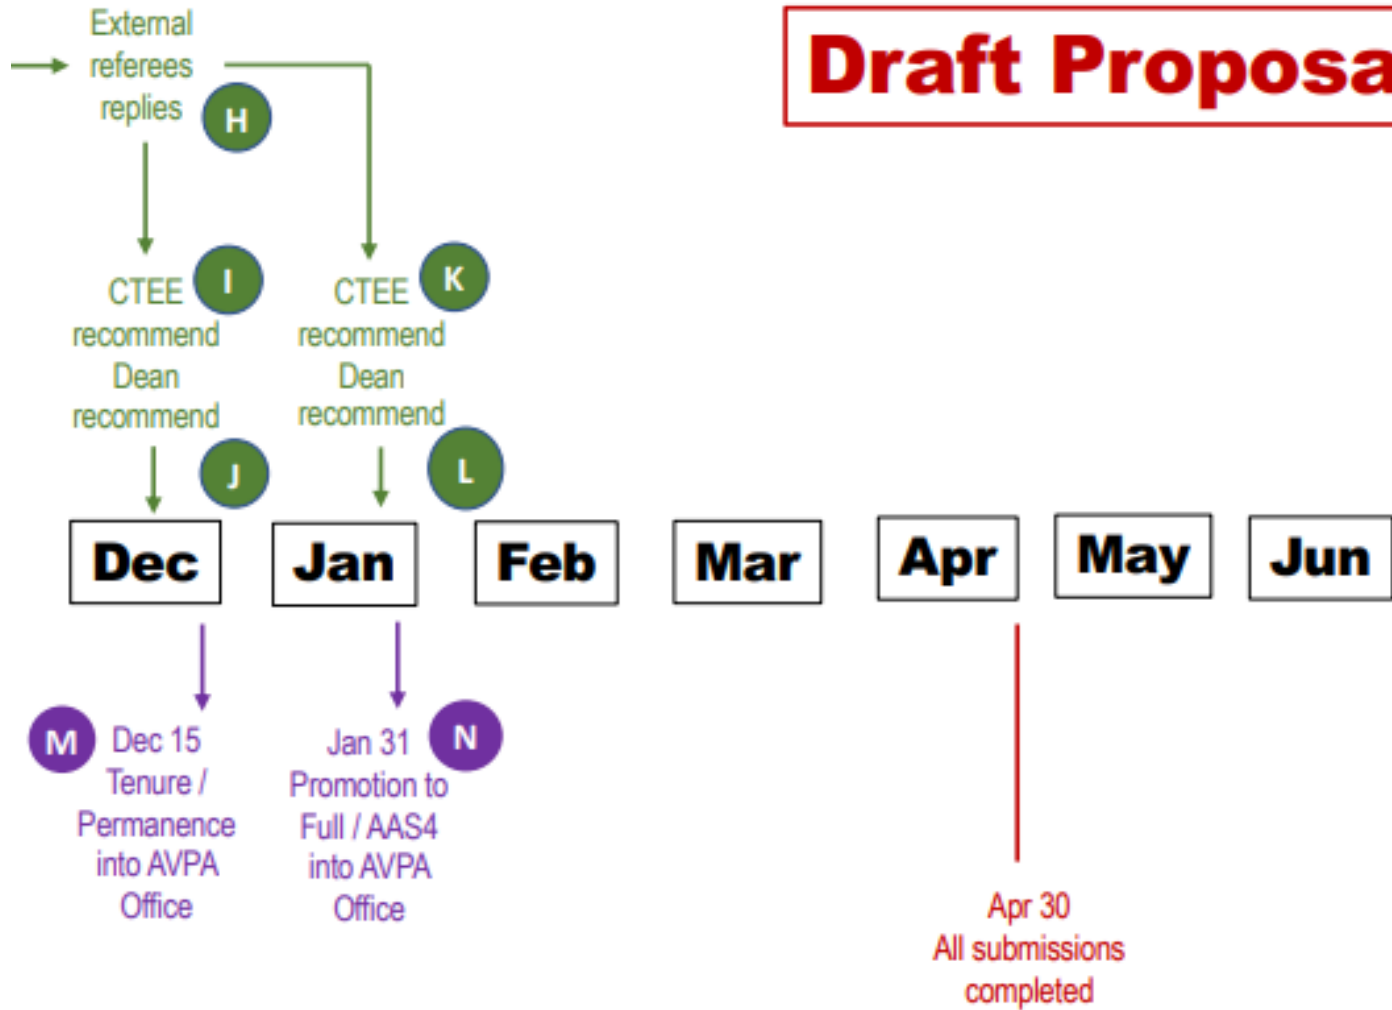 External
referees
replies
H
Draft Proposa
CTEE
I
recommend
Dean
recommend
J
CTEE
K
recommend
Dean
recommend
L
Dec
Jan
Feb
Mar
Apr
May
Jun
M
Dec 15
Tenure /
Permanence
into AVPA
Office
Jan 31
N
Promotion to
Full / AAS4
into AVPA
Office
Apr 30
All submissions
completed